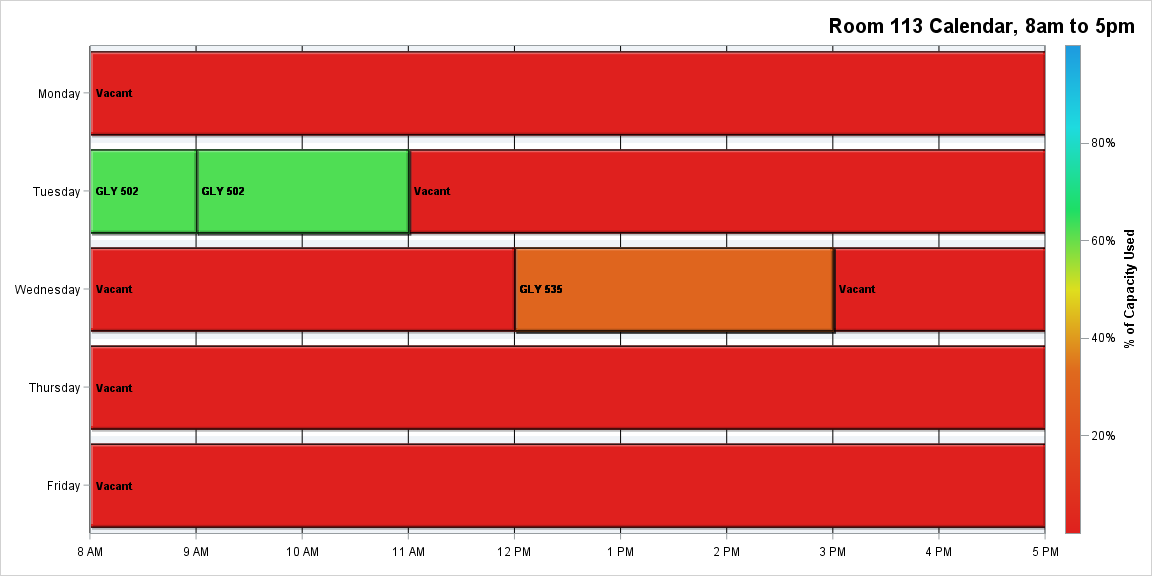 Room 113 Calendar, 8am to 5pm
Monday
Vacant
80%
Tuesday
GLY 502
GLY 502
Vacant
60%
Wednesday
Vacant
GLY 535
Vacant
% of Capacity Used
40%
Thursday
Vacant
20%
Friday
Vacant
8 AM 9 AM 10 AM 11 AM 12 PM 1 PM 2 PM 3 PM 4 PM 5 PM